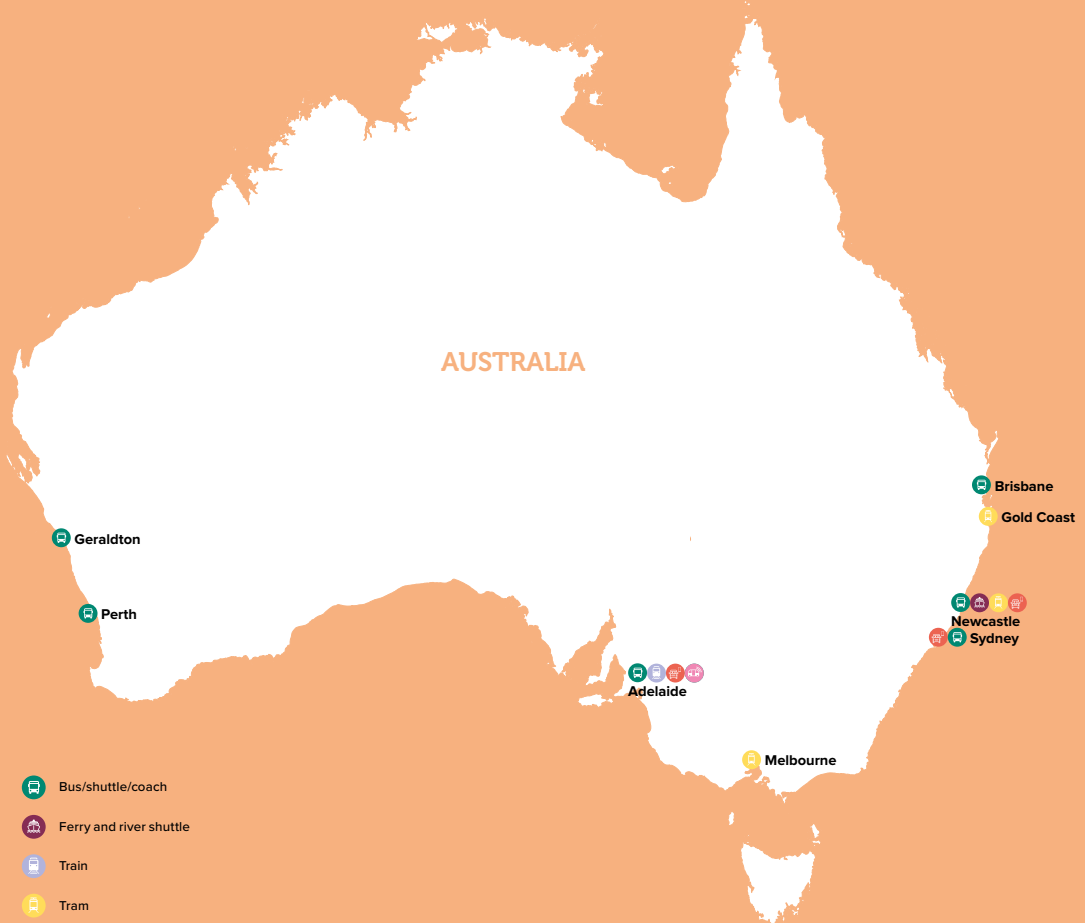 AUSTRALIA
Brisbane
Gold Coast
Geraldton
Perth
Newcastle
Sydney
Adelaide
Melbourne
Bus/shuttle/coach
Ferry and river shuttle
Train
Tram